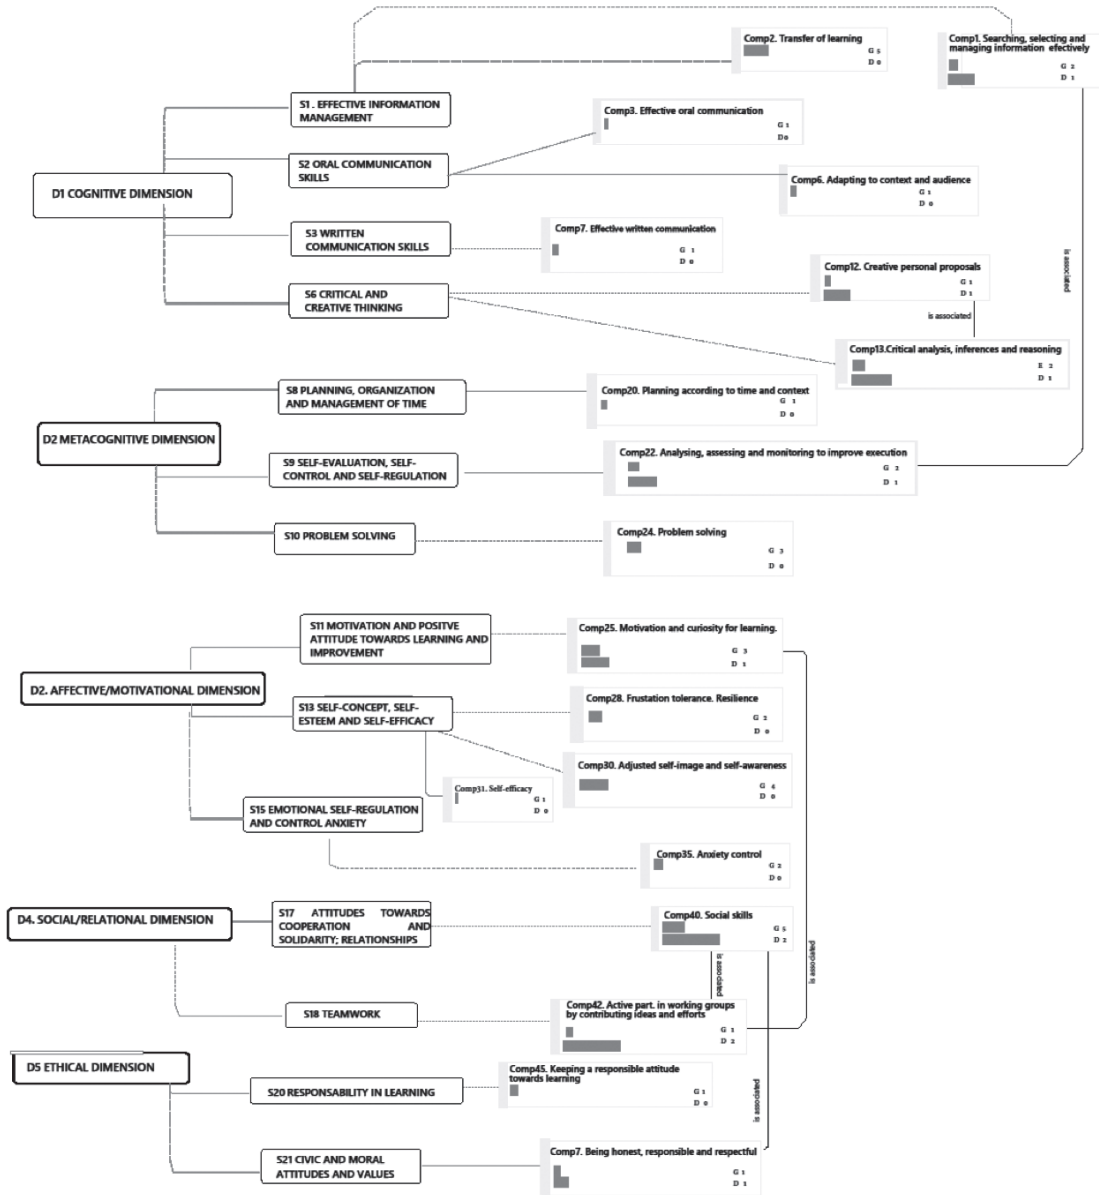 Comp2. Transfer of learning
G 5
D 0
Comp1. Searching, selecting and
managing information efectively
G 2
D 1
S1 . EFFECTIVE INFORMATION
MANAGEMENT
Comp3. Effective oral communication
G 1
D0
S2 ORAL COMMUNICATION
SKILLS
Comp6. Adapting to context and audience
G 1
D 0
D1 COGNITIVE DIMENSION
S3 WRITTEN
COMMUNICATION SKILLS
Comp7. Effective written communication
G 1
D 0
is associated
Comp12. Creative personal proposals
G 1
D 1
S6 CRITICAL AND
CREATIVE THINKING
is associated
Comp13.Critical analysis, inferences and reasoning
E 2
D 1
S8 PLANNING, ORGANIZATION
AND MANAGEMENT OF TIME
Comp20. Planning according to time and context
G 1
D 0
D2 METACOGNITIVE DIMENSION
S9 SELF-EVALUATION, SELF-
CONTROL AND SELF-REGULATION
Comp22. Analysing, assessing and monitoring to improve execution
G 2
D 1
S10 PROBLEM SOLVING
Comp24. Problem solving
G 2
D 0
S11 MOTIVATION AND POSITVE
ATTITUDE TOWARDS LEARNING AND
IMPROVEMENT
Comp25. Motivation and curiosity for learning.
G 3
D 1
D2. AFFECTIVE/MOTIVATIONAL DIMENSION
S13 SELF-CONCEPT, SELF-
ESTEEM AND SELF-EFFICACY
Comp28. Frustation tolerance. Resilience
G 2
D 0
Comp30. Adjusted self-image and self-awareness
G 4
D 0
Comp31. Self-efficacy
G 1
D 0
S15 EMOTIONAL SELF-REGULATION
AND CONTROL ANXIETY
Comp35. Anxiety control
G 2
D 0
D4. SOCIAL/RELATIONAL DIMENSION
S17 ATTITUDES TOWARDS
COOPERATION AND
SOLIDARITY; RELATIONSHIPS
Comp40. Social skills
G 5
D 2
is associated
is associated
S18 TEAMWORK
Comp42. Active part. in working groups
by contributing ideas and efforts
G 1
D 2
D5 ETHICAL DIMENSION
S20 RESPONSABILITY IN LEARNING
Comp45. Keeping a responsible attitude
towards learning
G 1
D 0
is associated
S21 CIVIC AND MORAL
ATTITUDES AND VALUES
Comp7. Being honest, responsible and respectful
G 1
D 1